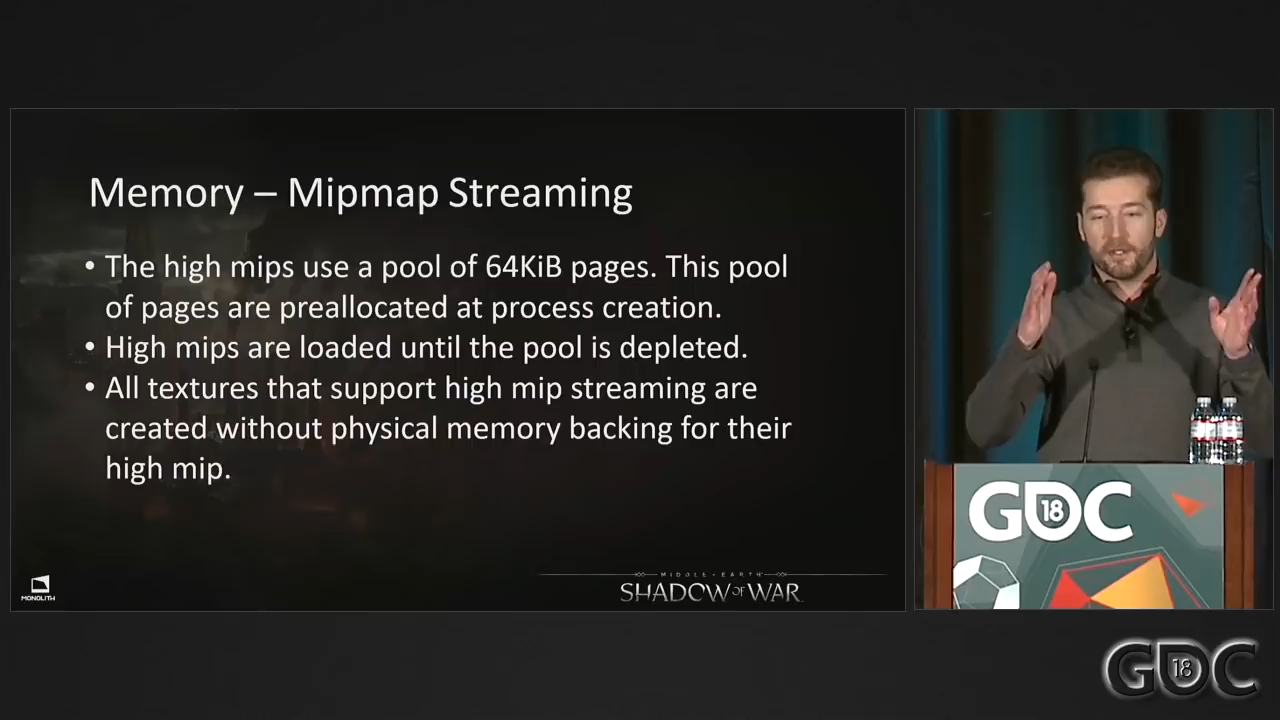 Memory – Mipmap Streaming
• The high mips use a pool of 64KiB pages. This pool
of pages are preallocated at process creation.
• High mips are loaded until the pool is depleted.
• All textures that support high mip streaming are
created without physical memory backing for their
high mip.
MONOLITH
MIDDLE-EARTH
SHADOW OF WAR
GDC 18
GDC 18